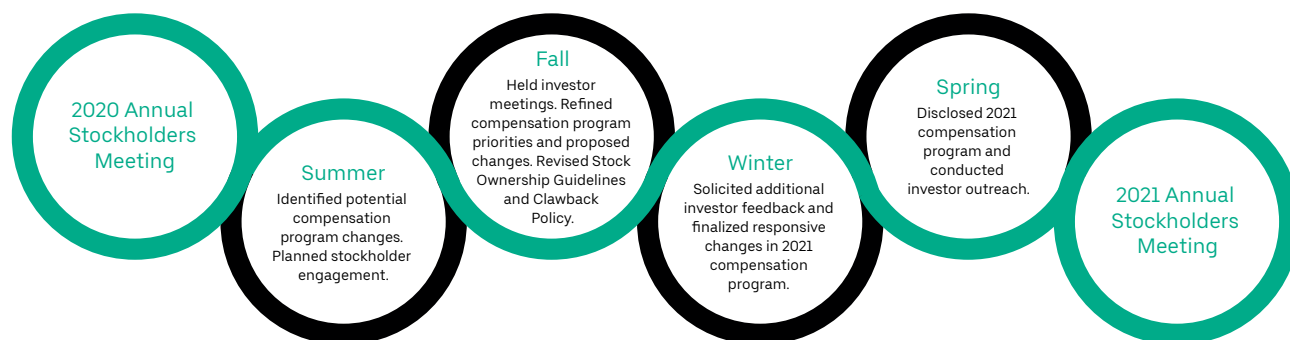 2020 Annual
Stockholders
Meeting
Summer
Identified potential
compensation
program changes.
Planned stockholder
engagement.
Fall
Held investor
meetings. Refined
compensation program
priorities and proposed
changes. Revised Stock
Ownership Guidelines
and Clawback
Policy.
Winter
Solicited additional
investor feedback and
finalized responsive
changes in 2021
compensation
program.
Spring
Disclosed 2021
compensation
program and
conducted
investor outreach.
2021 Annual
Stockholders
Meeting